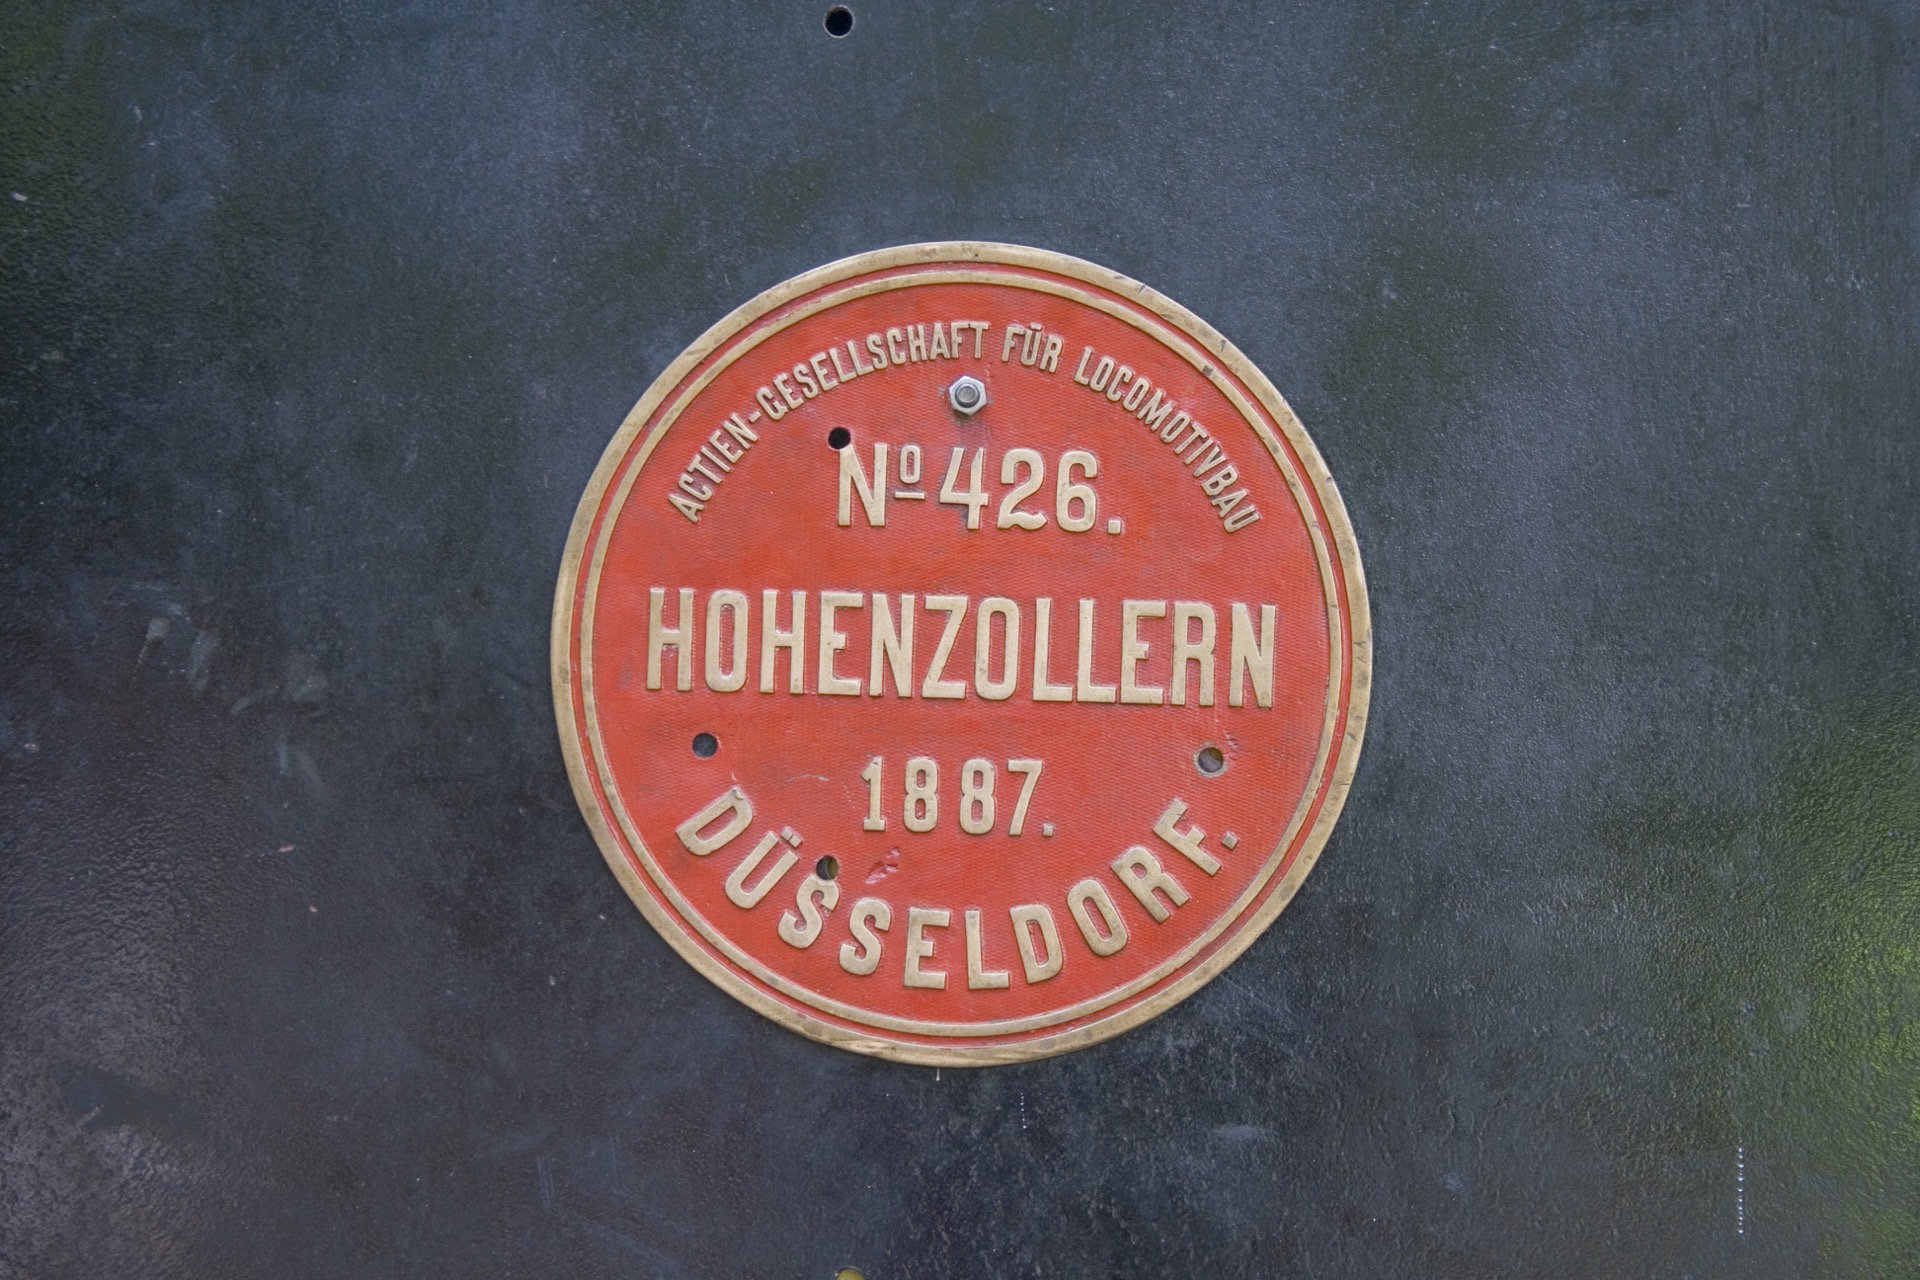 ACTIEN-GESELLSCHAFT FÜR LOCOMOTIVBAU
Nº 426.
HOHENZOLLERN
1887.
DÜSSELDORF.